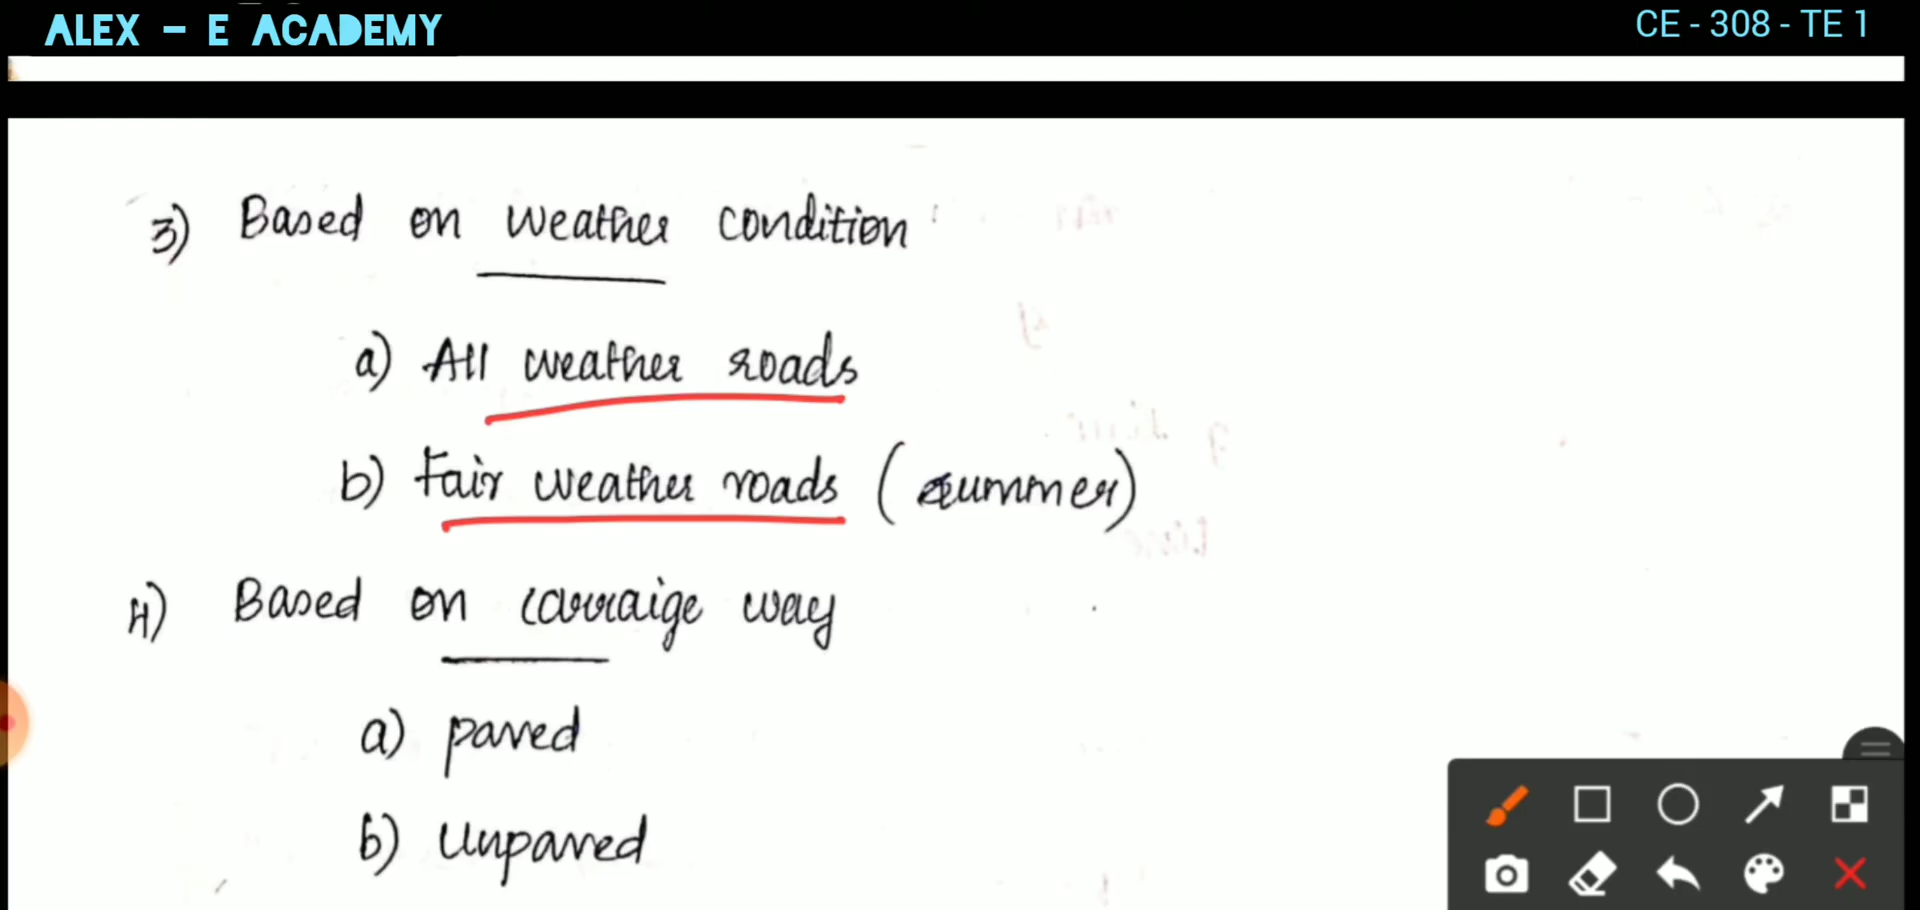 ALEX - E ACADEMY
CE - 308 - TE 1
3) Based on weather condition :
a) All weather roads
b) Fair weather roads (summer)
4) Based on carraige way
a) paved
b) Unpaved